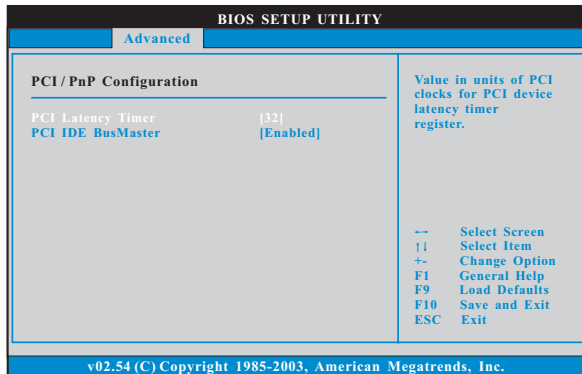 BIOS SETUP UTILITY
Advanced
PCI / PnP Configuration
PCI Latency Timer [32]
PCI IDE BusMaster [Enabled]
Value in units of PCI
clocks for PCI device
latency timer
register.
←→ Select Screen
↑↓ Select Item
+- Change Option
F1 General Help
F9 Load Defaults
F10 Save and Exit
ESC Exit
v02.54 (C) Copyright 1985-2003, American Megatrends, Inc.